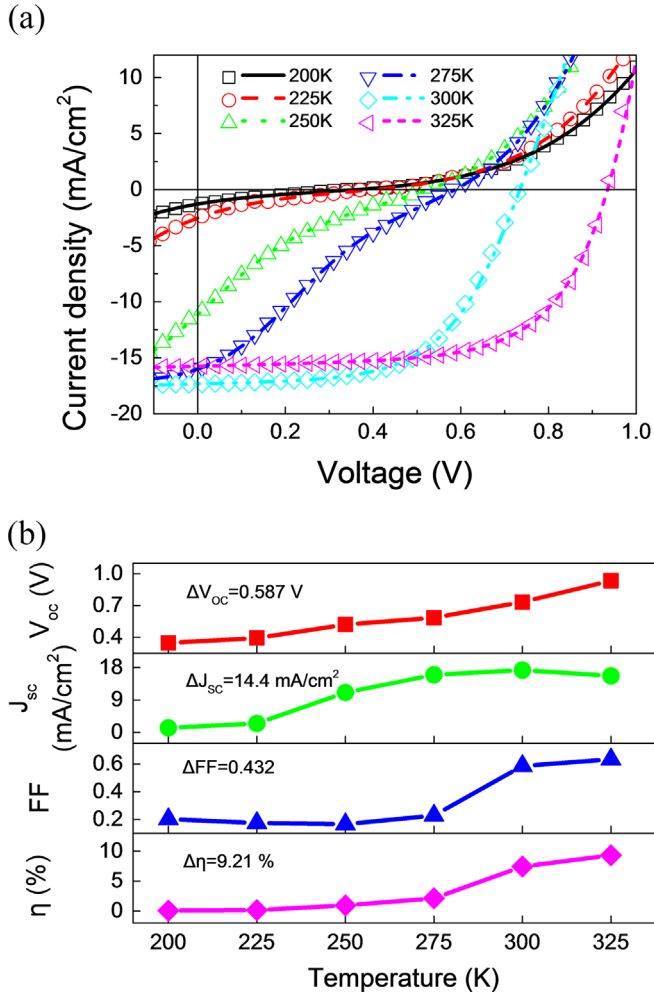 (a)
10
5
0
-5
-10
-15
-20
Current density (mA/cm²)
200K 275K
225K 300K
250K 325K
0.0 0.2 0.4 0.6 0.8 1.0
Voltage (V)
(b)
V_OC (V)
1.0
0.7
0.4
ΔV_OC=0.587 V
J_sc (mA/cm²)
18
9
0
ΔJ_SC=14.4 mA/cm²
FF
0.6
0.2
ΔFF=0.432
η (%)
10
5
0
Δη=9.21 %
200 225 250 275 300 325
Temperature (K)